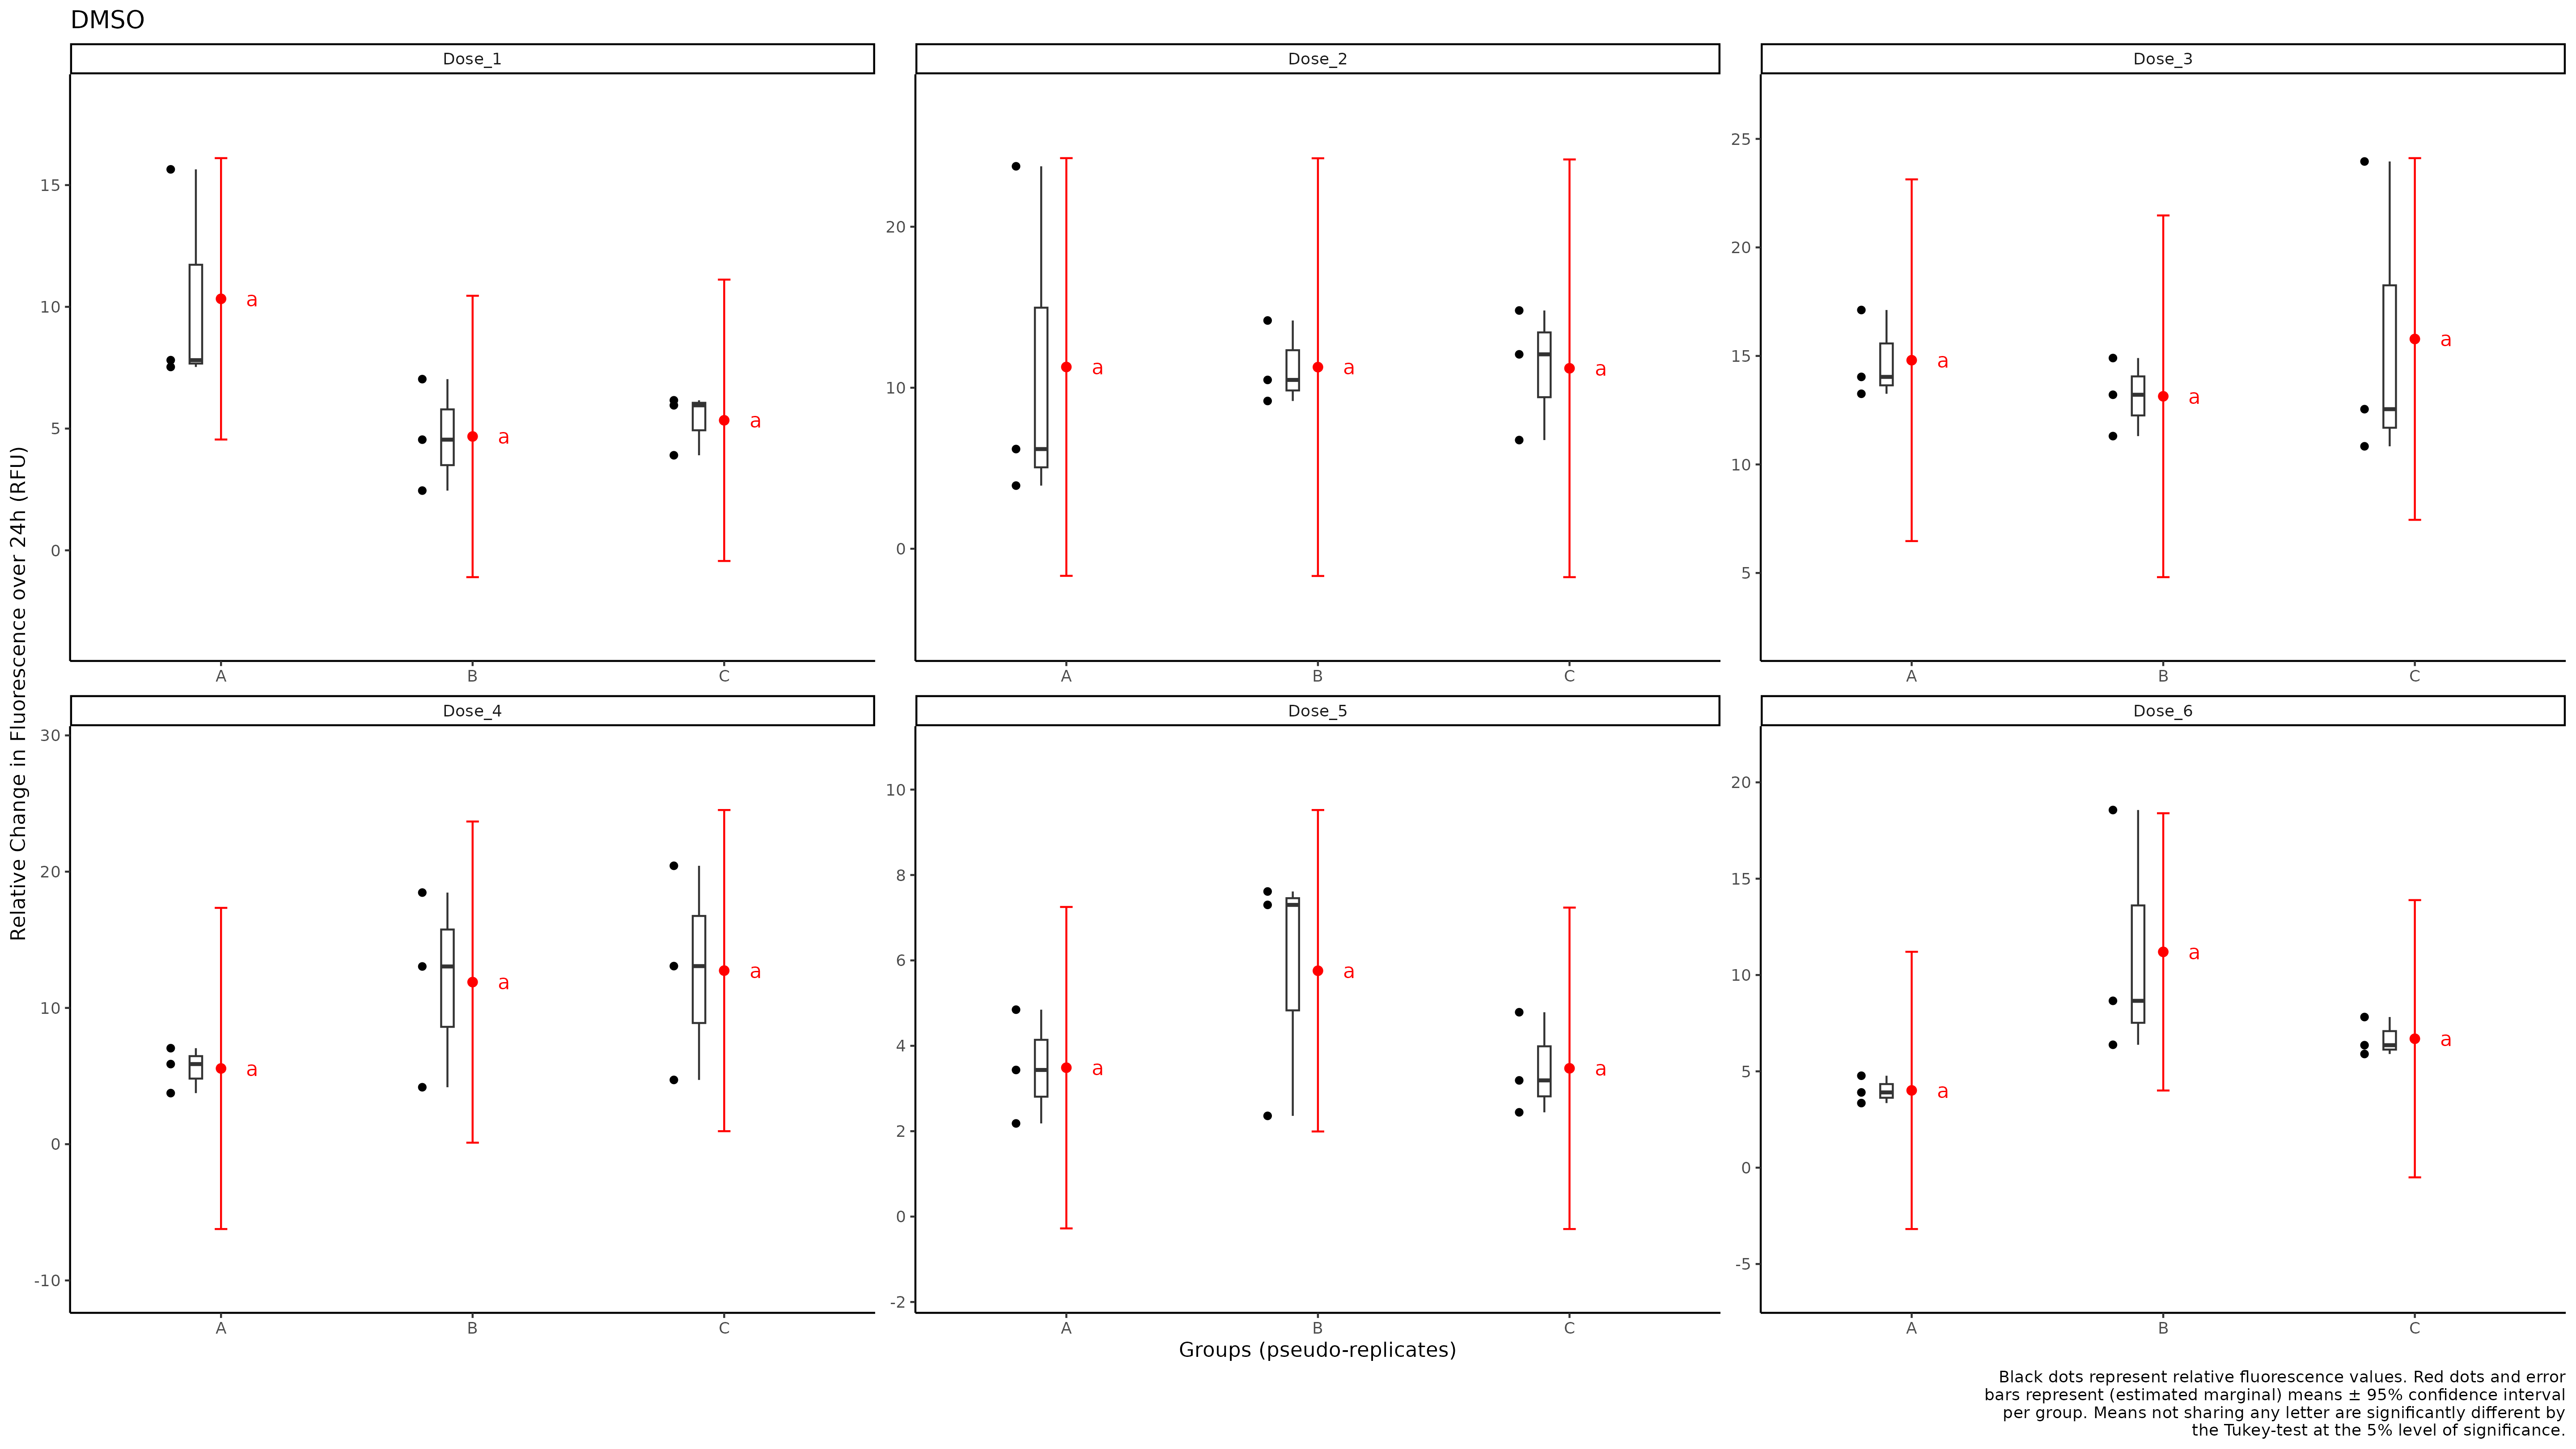 DMSO
Relative Change in Fluorescence over 24h (RFU)
Dose_1
15
10
5
0
a
a
a
A
B
C
Dose_2
20
10
0
a
a
a
A
B
C
Dose_3
25
20
15
10
5
a
a
a
A
B
C
Dose_4
30
20
10
0
-10
a
a
a
A
B
C
Dose_5
10
8
6
4
2
0
-2
a
a
a
A
B
C
Dose_6
20
15
10
5
0
-5
a
a
a
A
B
C
Groups (pseudo-replicates)
Black dots represent relative fluorescence values. Red dots and error
bars represent (estimated marginal) means ± 95% confidence interval
per group. Means not sharing any letter are significantly different by
the Tukey-test at the 5% level of significance.